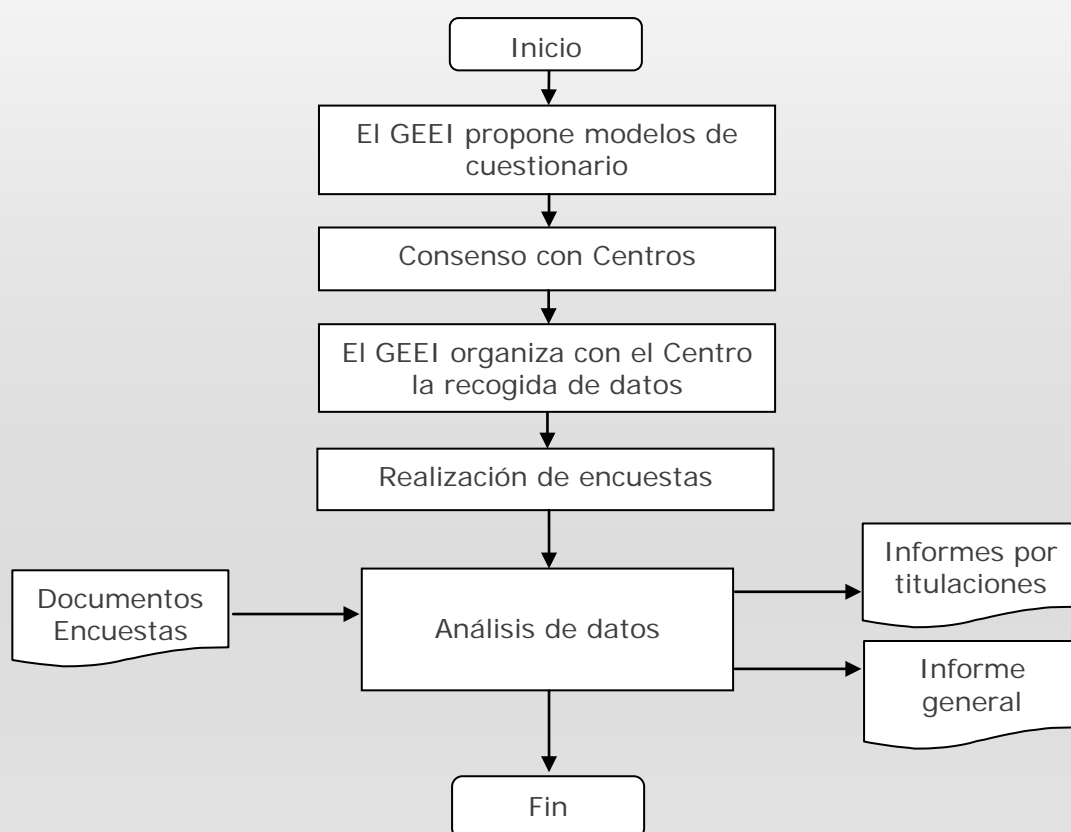 Inicio
El GEEI propone modelos de
cuestionario
Consenso con Centros
El GEEI organiza con el Centro
la recogida de datos
Realización de encuestas
Documentos
Encuestas
Análisis de datos
Informes por
titulaciones
Informe
general
Fin